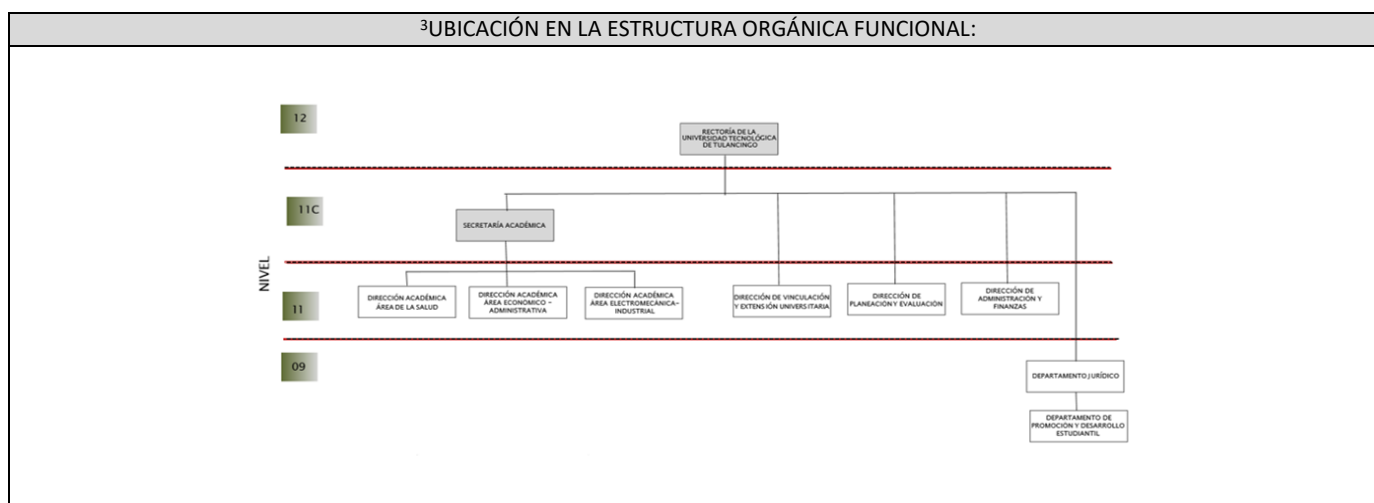 ³UBICACIÓN EN LA ESTRUCTURA ORGÁNICA FUNCIONAL:
12
RECTORÍA DE LA
UNIVERSIDAD TECNOLÓGICA
DE TULANCINGO
11C
SECRETARÍA ACADÉMICA
NIVEL
11
DIRECCIÓN ACADÉMICA
ÁREA DE LA SALUD
DIRECCIÓN ACADÉMICA
ÁREA ECONÓMICO –
ADMINISTRATIVA
DIRECCIÓN ACADÉMICA
ÁREA ELECTROMECÁNICA–
INDUSTRIAL
DIRECCIÓN DE VINCULACIÓN
Y EXTENSIÓN UNIVERSITARIA
DIRECCIÓN DE
PLANEACIÓN Y EVALUACIÓN
DIRECCIÓN DE
ADMINISTRACIÓN Y
FINANZAS
09
DEPARTAMENTO JURÍDICO
DEPARTAMENTO DE
PROMOCIÓN Y DESARROLLO
ESTUDIANTIL